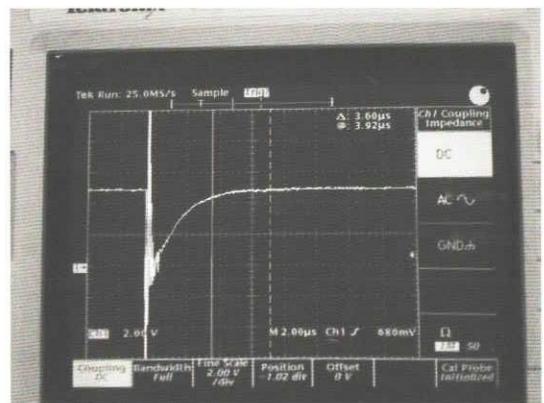 Tek Run: 25.0MS/s Sample Trig?
Δ: 3.60µs
@: 3.92µs
Ch1 Coupling
Impedance
DC
AC
GND
Ch1 2.00 V
M 2.00µs Ch1 680mV
Ω
50
Coupling
DC
Bandwidth
Full
Fine Scale
2.00 V
/div
Position
-1.02 div
Offset
0 V
Cal Probe
Initialized